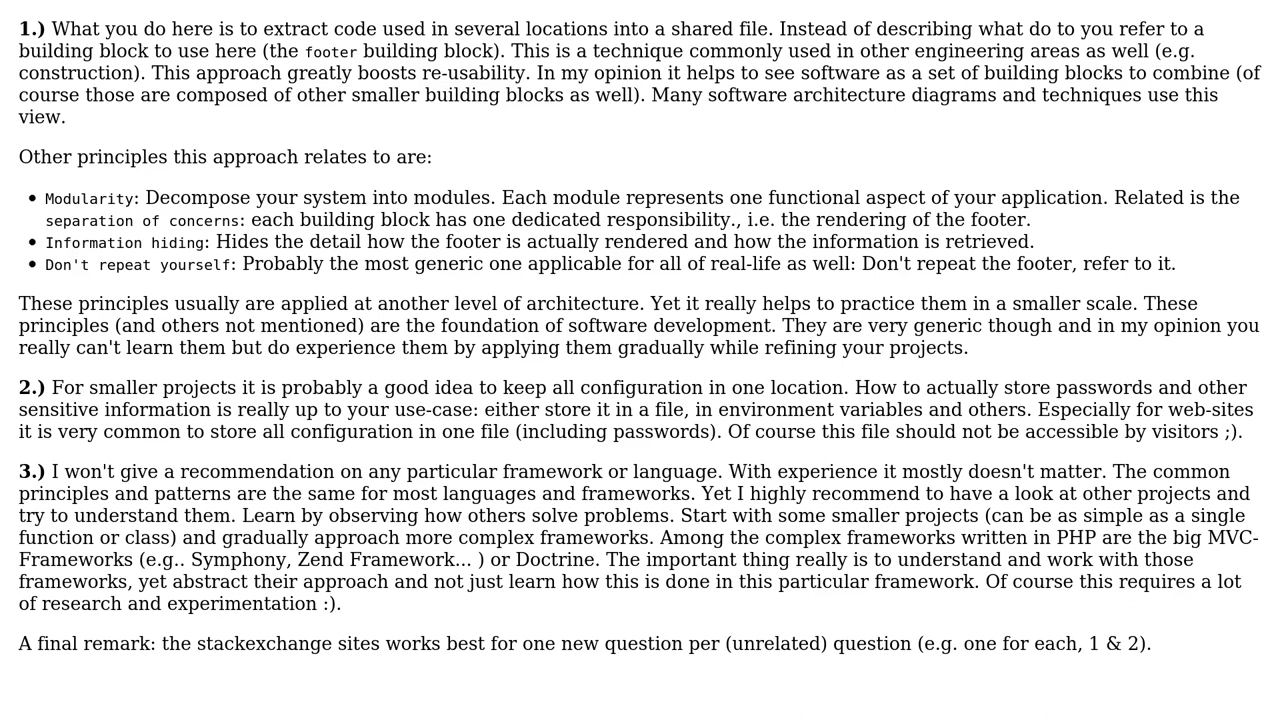 1.) What you do here is to extract code used in several locations into a shared file. Instead of describing what do to you refer to a
building block to use here (the footer building block). This is a technique commonly used in other engineering areas as well (e.g.
construction). This approach greatly boosts re-usability. In my opinion it helps to see software as a set of building blocks to combine (of
course those are composed of other smaller building blocks as well). Many software architecture diagrams and techniques use this
view.
Other principles this approach relates to are:
• Modularity: Decompose your system into modules. Each module represents one functional aspect of your application. Related is the
separation of concerns: each building block has one dedicated responsibility., i.e. the rendering of the footer.
• Information hiding: Hides the detail how the footer is actually rendered and how the information is retrieved.
• Don't repeat yourself: Probably the most generic one applicable for all of real-life as well: Don't repeat the footer, refer to it.
These principles usually are applied at another level of architecture. Yet it really helps to practice them in a smaller scale. These
principles (and others not mentioned) are the foundation of software development. They are very generic though and in my opinion you
really can't learn them but do experience them by applying them gradually while refining your projects.
2.) For smaller projects it is probably a good idea to keep all configuration in one location. How to actually store passwords and other
sensitive information is really up to your use-case: either store it in a file, in environment variables and others. Especially for web-sites
it is very common to store all configuration in one file (including passwords). Of course this file should not be accessible by visitors ;).
3.) I won't give a recommendation on any particular framework or language. With experience it mostly doesn't matter. The common
principles and patterns are the same for most languages and frameworks. Yet I highly recommend to have a look at other projects and
try to understand them. Learn by observing how others solve problems. Start with some smaller projects (can be as simple as a single
function or class) and gradually approach more complex frameworks. Among the complex frameworks written in PHP are the big MVC-
Frameworks (e.g.. Symphony, Zend Framework... ) or Doctrine. The important thing really is to understand and work with those
frameworks, yet abstract their approach and not just learn how this is done in this particular framework. Of course this requires a lot
of research and experimentation :).
A final remark: the stackexchange sites works best for one new question per (unrelated) question (e.g. one for each, 1 & 2).